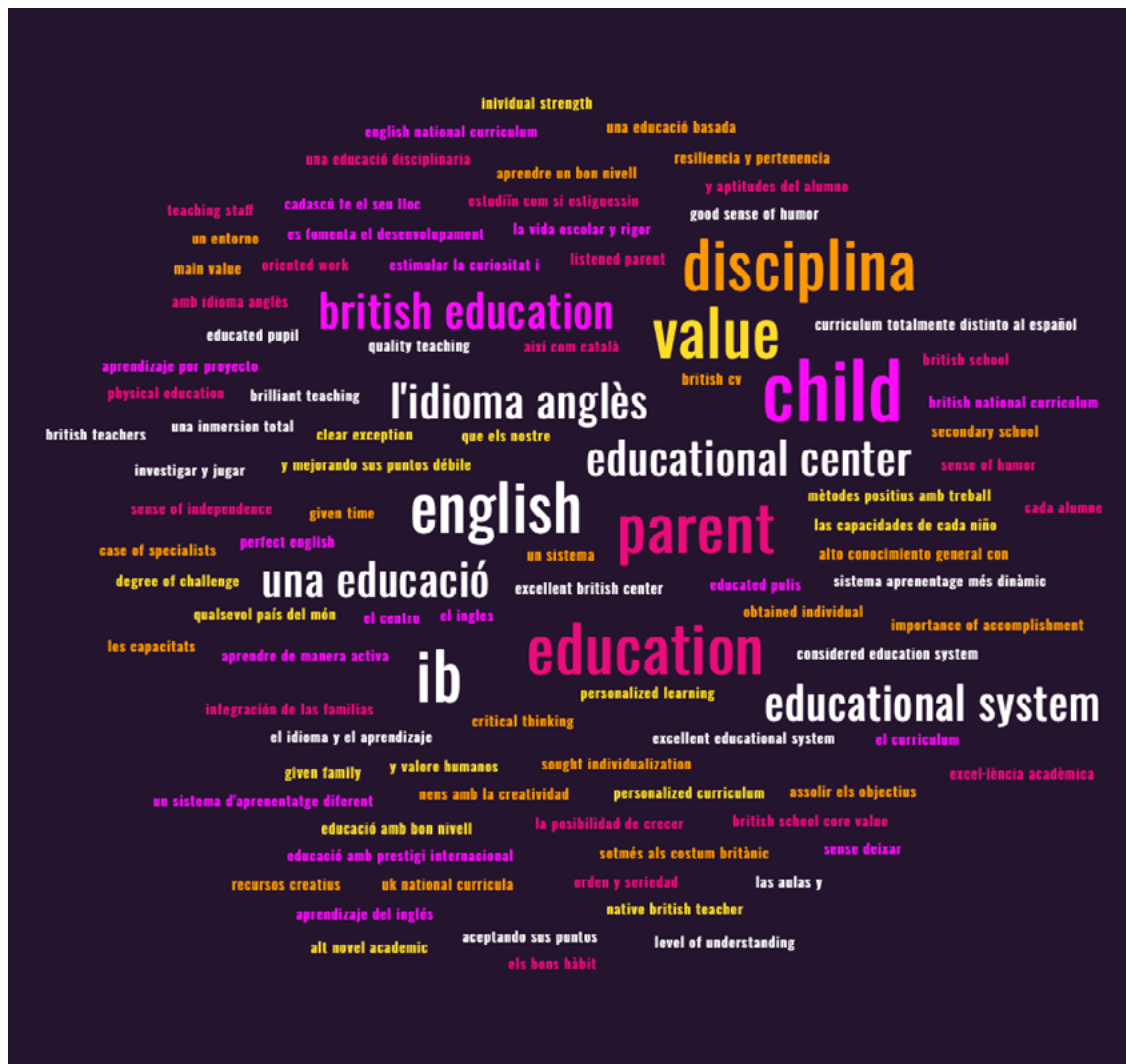 inividual strength
english national curriculum
una educació basada
una educació disciplinaria
resiliencia y pertenencia
aprendre un bon nivell
y aptitudes del alumno
teaching staff
cadascú te el seu lloc
estudiïn com si estiguessin
good sense of humor
un entorno
es fomenta el desenvolupament
la vida escolar y rigor
main value
oriented work
estimular la curiositat i
listened parent
disciplina
amb idioma anglès
british education
value
curriculum totalmente distinto al español
educated pupil
quality teaching
així com català
british school
aprendizaje por proyecto
british cv
child
physical education
brilliant teaching
l'idioma anglès
british national curriculum
british teachers
una inmersion total
clear exception
que els nostre
secondary school
investigar y jugar
y mejorando sus puntos débile
educational center
sense of humor
sense of independence
given time
english
parent
mètodes positius amb treball
cada alumne
las capacidades de cada niño
case of specialists
perfect english
un sistema
alto conocimiento general con
degree of challenge
una educació
excellent british center
educated pulis
sistema aprenentage més dinàmic
qualsevol país del món
el centro
el ingles
obtained individual
importance of accomplishment
les capacitats
aprendre de manera activa
ib
education
considered education system
personalized learning
educational system
integración de las familias
critical thinking
el idioma y el aprendizaje
excellent educational system
el curriculum
given family
y valore humanos
sought individualization
excel·lència acadèmica
un sistema d'aprenentatge diferent
nens amb la creatividad
personalized curriculum
assolir els objectius
educació amb bon nivell
la posibilidad de crecer
british school core value
educació amb prestigi internacional
sotmés als costum britànic
sense deixar
recursos creatius
uk national curricula
orden y seriedad
las aulas y
aprendizaje del inglés
native british teacher
alt novel academic
aceptando sus puntos
level of understanding
els bons hàbit